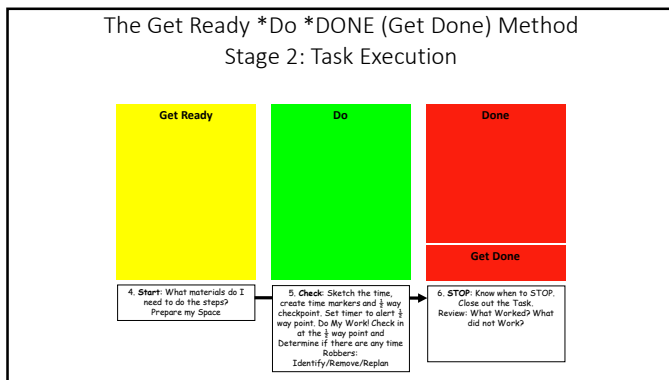 The Get Ready *Do *DONE (Get Done) Method
Stage 2: Task Execution
Get Ready
Do
Done
Get Done
4. Start: What materials do I
need to do the steps?
Prepare my Space
5. Check: Sketch the time,
create time markers and ½ way
checkpoint. Set timer to alert ½
way point. Do My Work! Check in
at the ½ way point and
Determine if there are any time
Robbers:
Identify/Remove/Replan
6. STOP: Know when to STOP.
Close out the Task.
Review: What Worked? What
did not Work?